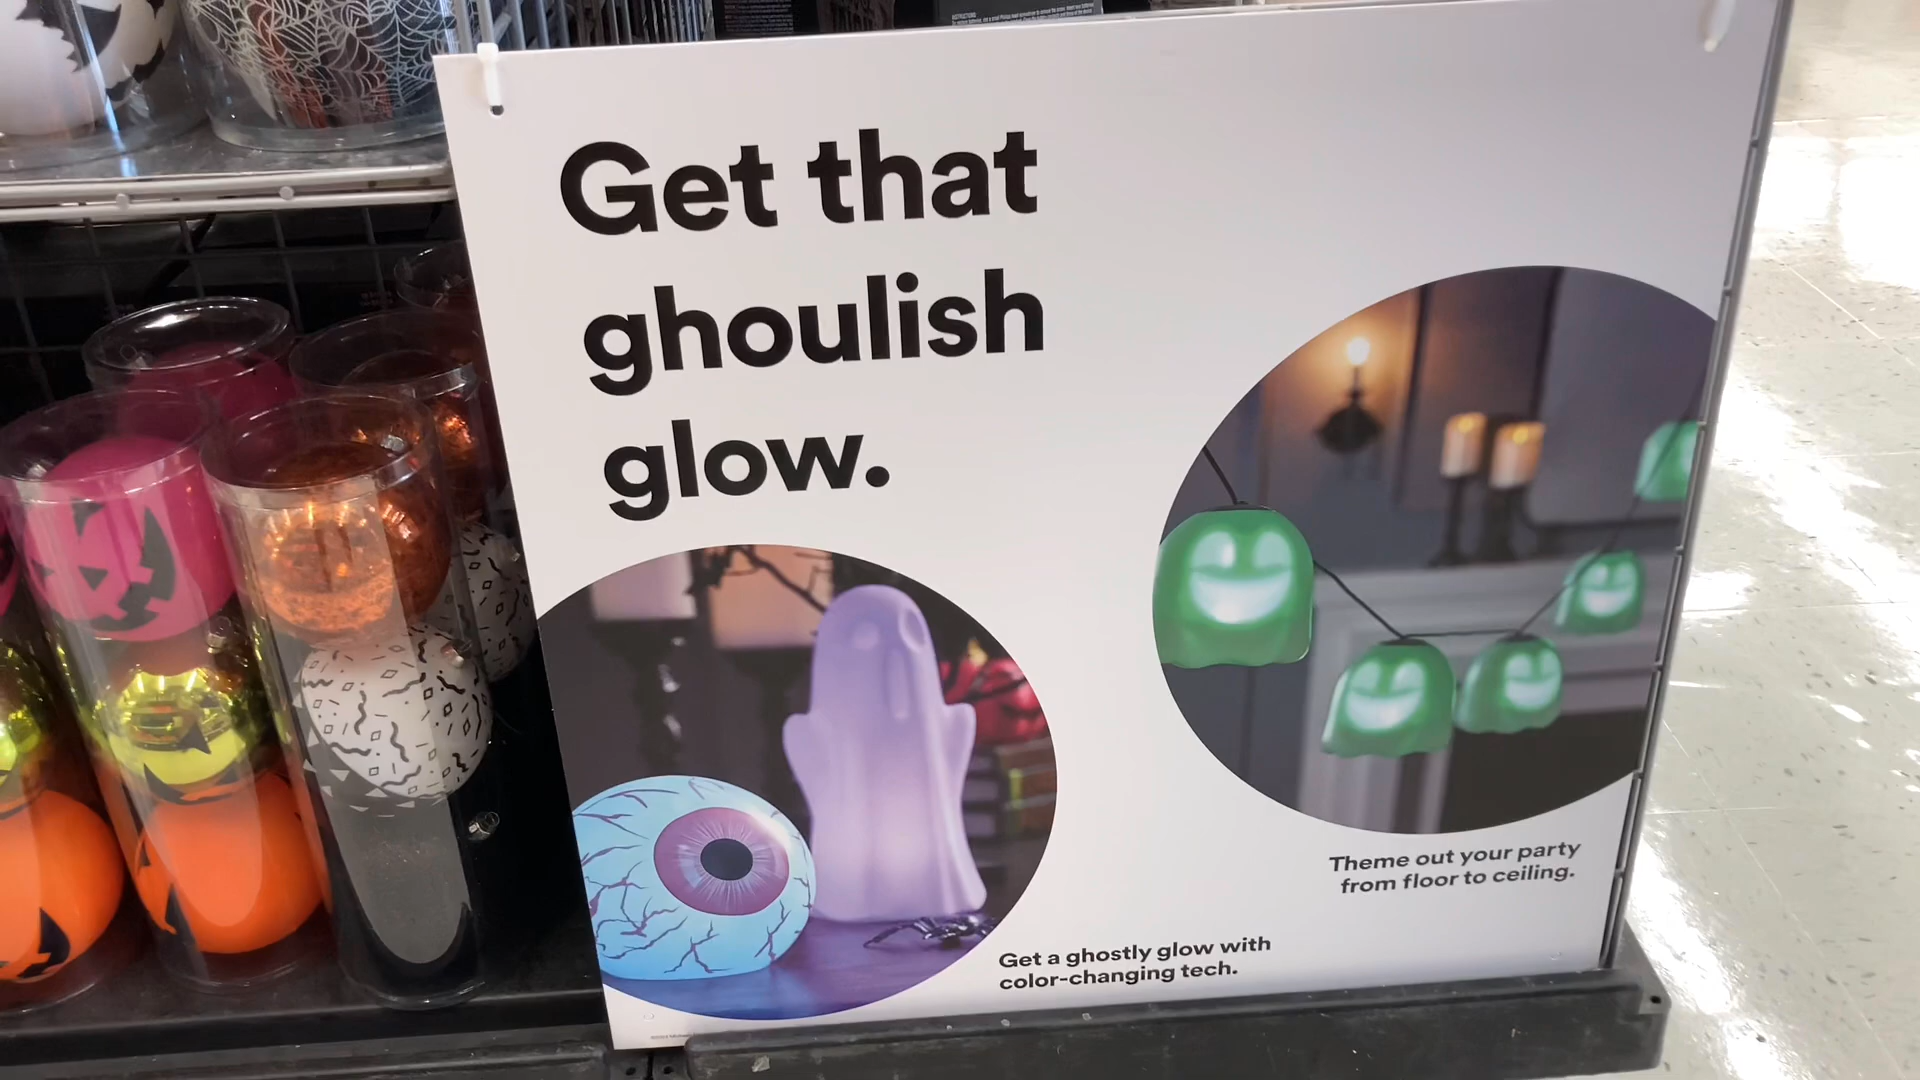 Get that
ghoulish
glow.
Theme out your party
from floor to ceiling.
Get a ghostly glow with
color-changing tech.